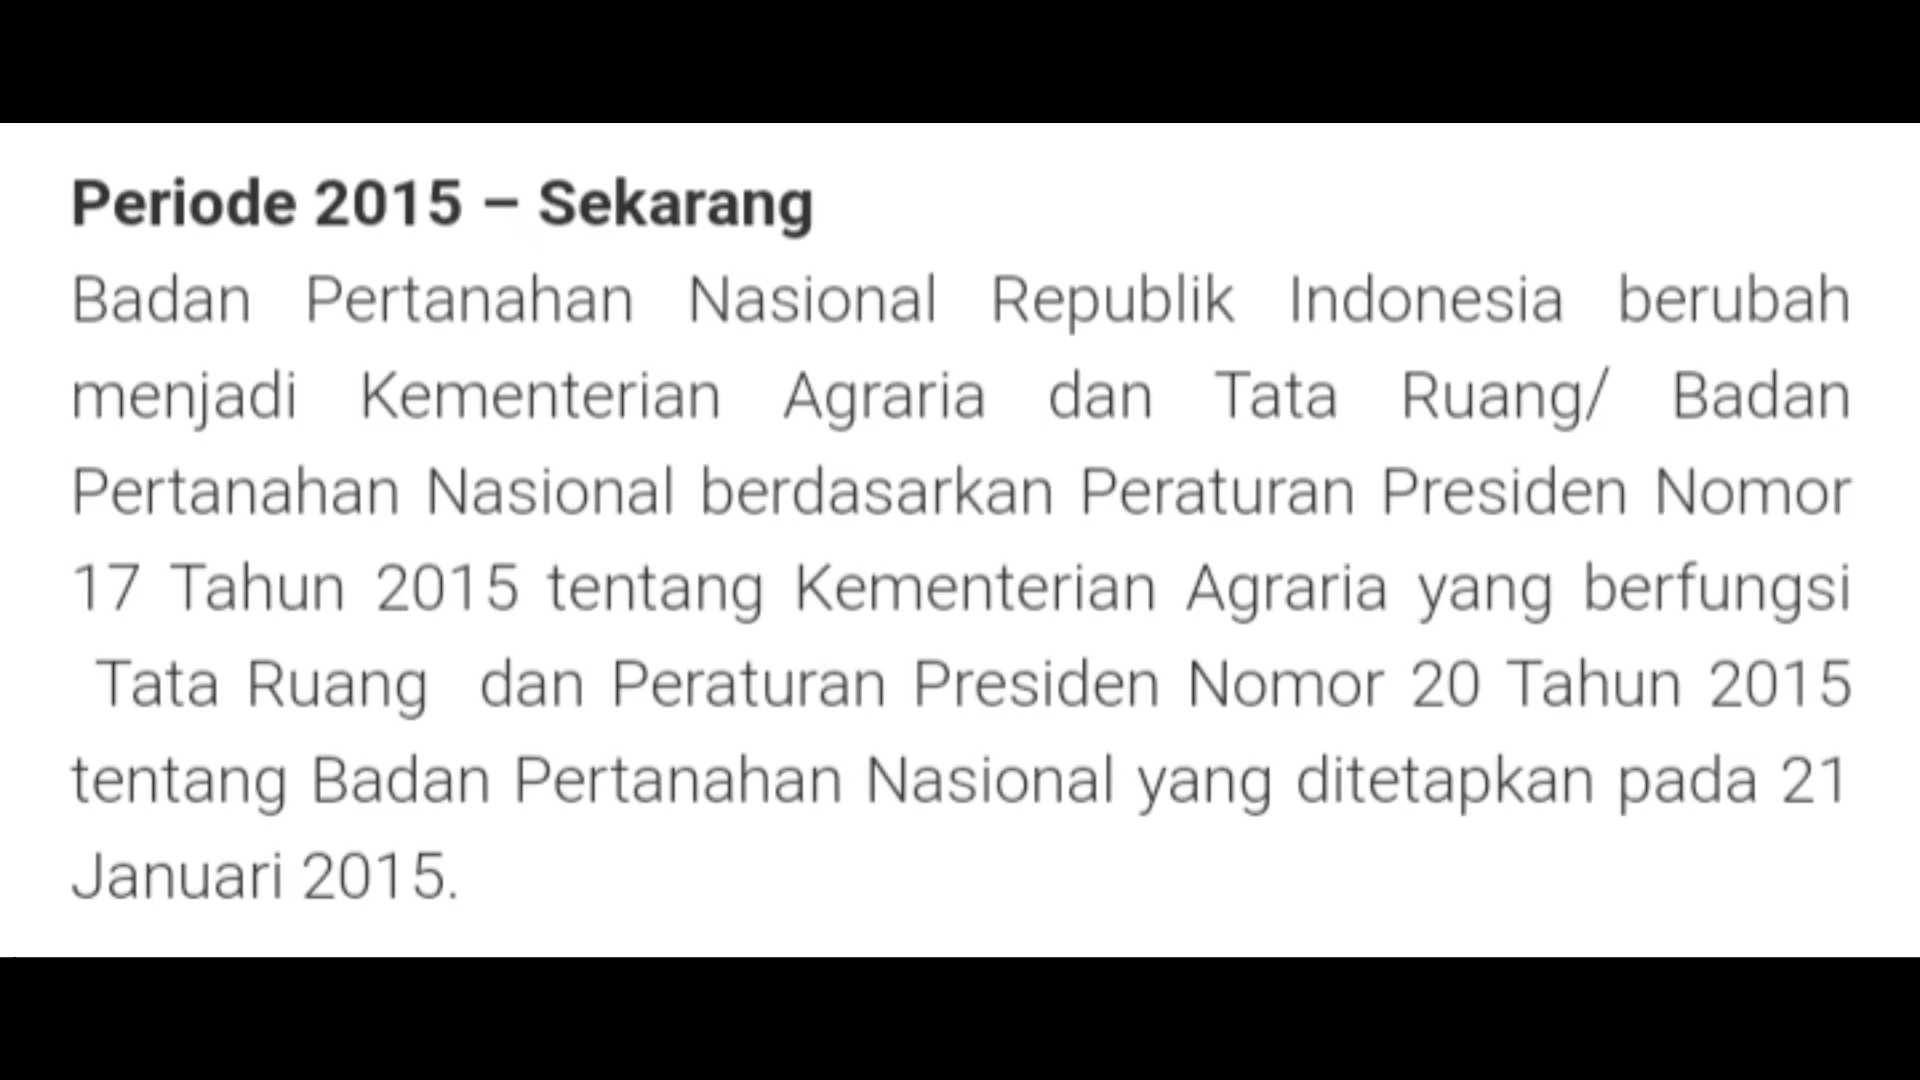 Periode 2015 – Sekarang
Badan Pertanahan Nasional Republik Indonesia berubah
menjadi Kementerian Agraria dan Tata Ruang/ Badan
Pertanahan Nasional berdasarkan Peraturan Presiden Nomor
17 Tahun 2015 tentang Kementerian Agraria yang berfungsi
Tata Ruang dan Peraturan Presiden Nomor 20 Tahun 2015
tentang Badan Pertanahan Nasional yang ditetapkan pada 21
Januari 2015.